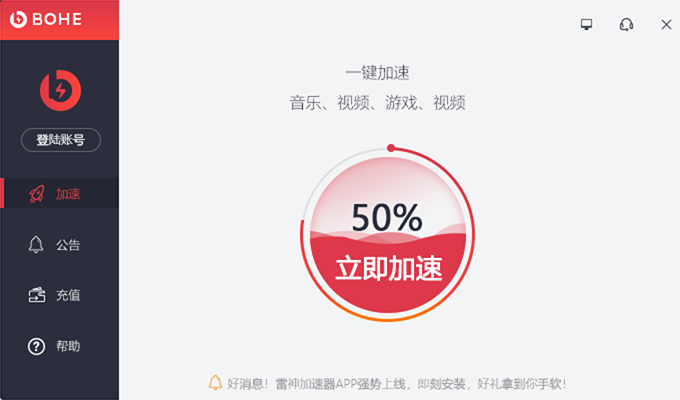 BOHE
登陆账号
加速
公告
充值
帮助
一键加速
音乐、视频、游戏、视频
50%
立即加速
好消息！雷神加速器APP强势上线，即刻安装，好礼拿到你手软！